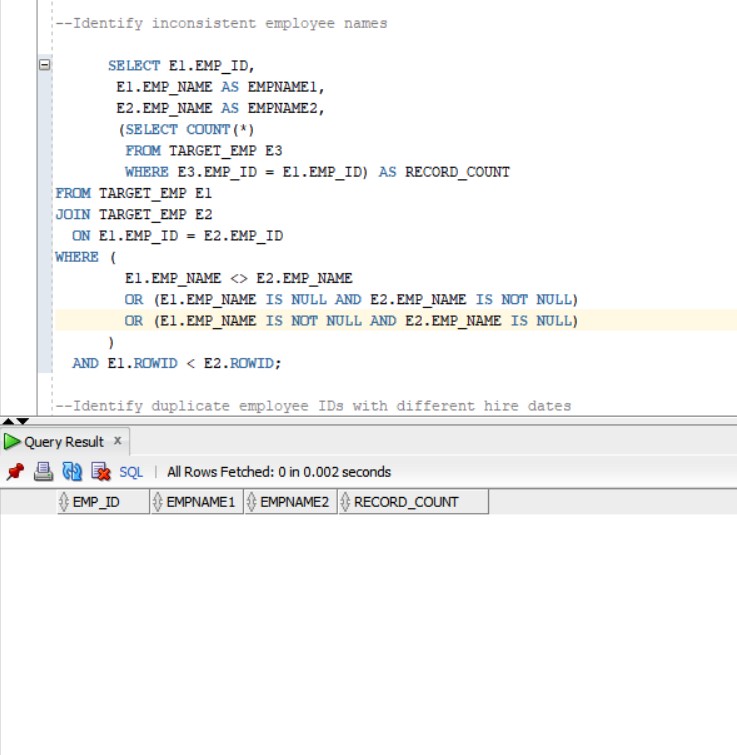 --Identify inconsistent employee names
SELECT E1.EMP_ID,
E1.EMP_NAME AS EMPNAME1,
E2.EMP_NAME AS EMPNAME2,
(SELECT COUNT(*)
FROM TARGET_EMP E3
WHERE E3.EMP_ID = E1.EMP_ID) AS RECORD_COUNT
FROM TARGET_EMP E1
JOIN TARGET_EMP E2
ON E1.EMP_ID = E2.EMP_ID
WHERE (
E1.EMP_NAME <> E2.EMP_NAME
OR (E1.EMP_NAME IS NULL AND E2.EMP_NAME IS NOT NULL)
OR (E1.EMP_NAME IS NOT NULL AND E2.EMP_NAME IS NULL)
)
AND E1.ROWID < E2.ROWID;
--Identify duplicate employee IDs with different hire dates
Query Result x
SQL | All Rows Fetched: 0 in 0.002 seconds
EMP_ID EMPNAME1 EMPNAME2 RECORD_COUNT